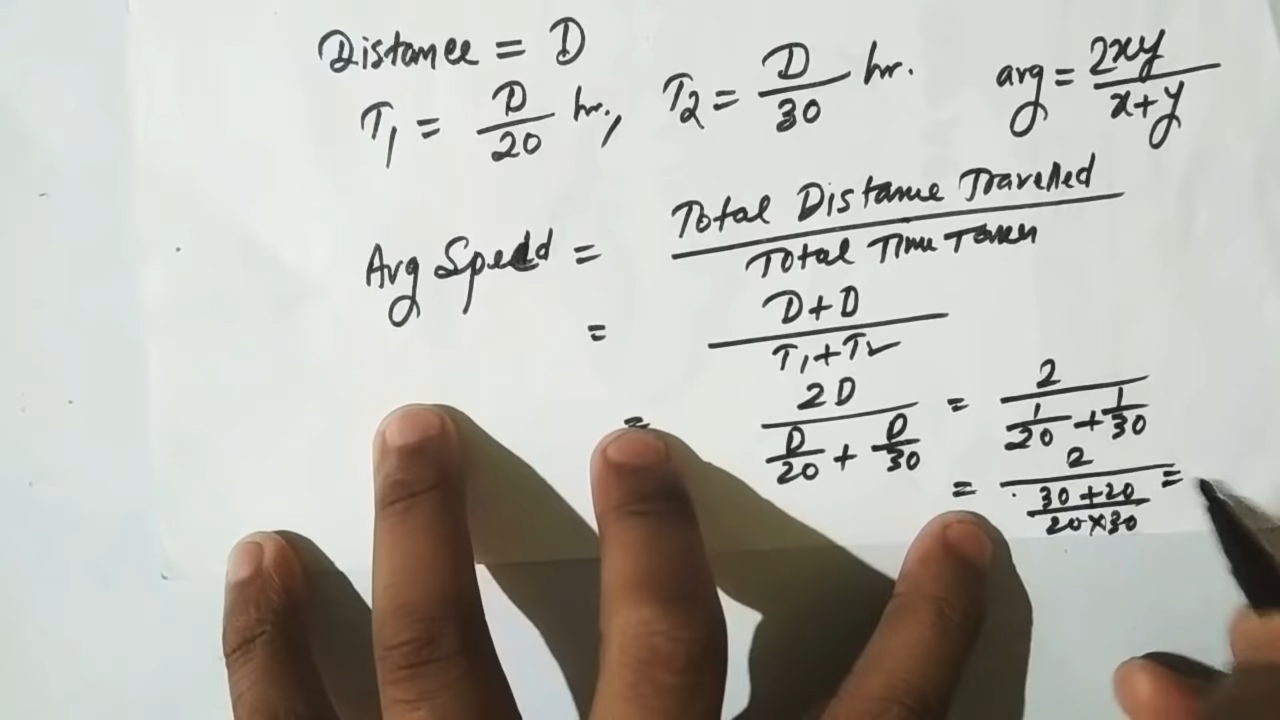 Distance = D
T1 = D/20 hr., T2 = D/30 hr. avg = 2xy/x+y
Avg Speed = Total Distance Travelled/Total Time Taken
= D+D/T1+T2
= 2D/D/20 + D/30 = 2/1/20 + 1/30
= 2/30+20/20×30 =